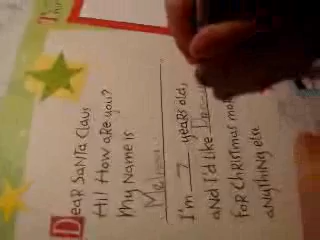 Dear Santa Claus,
Hi! How are you?
My name is
I'm 7 years old,
and I'd like
for Christmas more
anything else